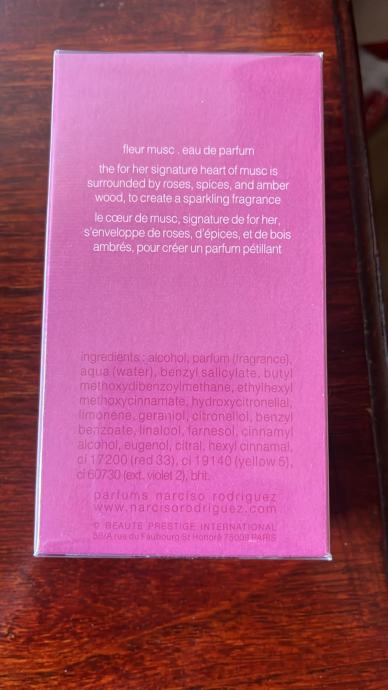 fleur musc . eau de parfum
the for her signature heart of musc is
surrounded by roses, spices, and amber
wood, to create a sparkling fragrance
le cœur de musc, signature de for her,
s'enveloppe de roses, d'épices, et de bois
ambrés, pour créer un parfum pétillant
ingredients : alcohol, parfum (fragrance),
aqua (water), benzyl salicylate, butyl
methoxydibenzoylmethane, ethylhexyl
methoxycinnamate, hydroxycitronellal,
limonene, geraniol, citronellol, benzyl
benzoate, linalool, farnesol, cinnamyl
alcohol, eugenol, citral, hexyl cinnamal,
ci 17200 (red 33), ci 19140 (yellow 5),
ci 60730 (ext. violet 2), bht.
parfums narciso rodriguez
www.narcisorodriguez.com
© BEAUTE PRESTIGE INTERNATIONAL
56/A rue du Faubourg St Honoré 75008 PARIS